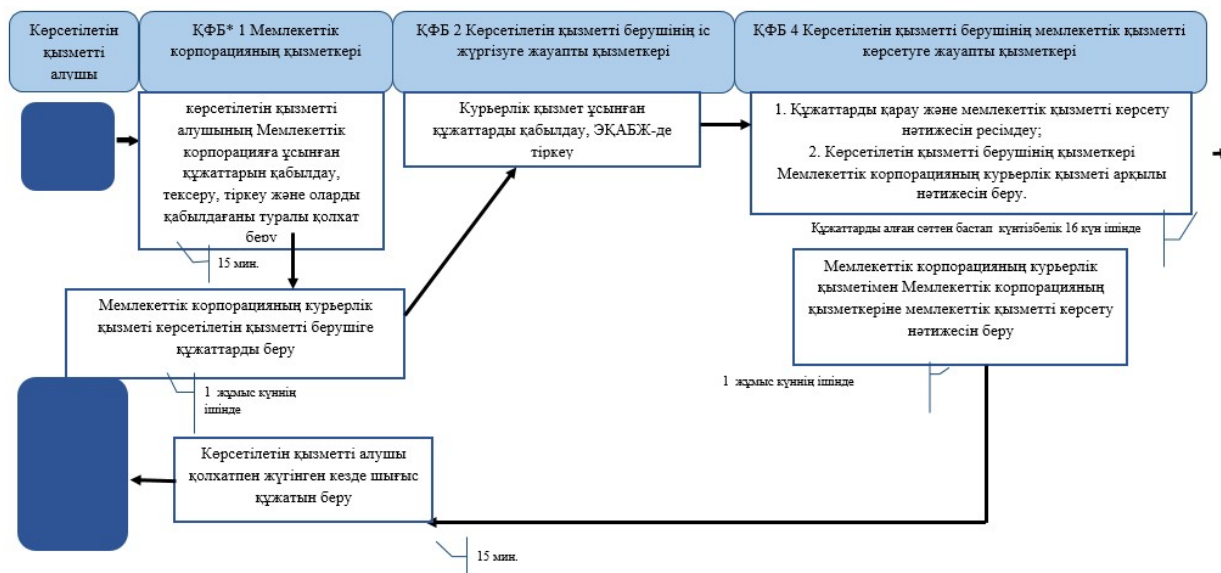 Көрсетілетін
қызметті
алушы
ҚФБ* 1 Мемлекеттік
корпорацияның қызметкері
ҚФБ 2 Көрсетілетін қызметті берушінің іс
жүргізуге жауапты қызметкері
ҚФБ 4 Көрсетілетін қызметті берушінің мемлекеттік қызметті
көрсетуге жауапты қызметкері
көрсетілетін қызметті
алушының Мемлекеттік
корпорацияға ұсынған
құжаттарын қабылдау,
тексеру, тіркеу және оларды
қабылдағаны туралы қолхат
беру
15 мин.
Курьерлік қызмет ұсынған
құжаттарды қабылдау, ЭҚАБЖ-де
тіркеу
1. Құжаттарды қарау және мемлекеттік қызметті көрсету
нәтижесін ресімдеу;
2. Көрсетілетін қызметті берушінің қызметкері
Мемлекеттік корпорацияның курьерлік қызметі арқылы
нәтижесін беру.
Құжаттарды алған сәттен бастап күнтізбелік 16 күн ішінде
Мемлекеттік корпорацияның курьерлік
қызметі көрсетілетін қызметті берушіге
құжаттарды беру
1 жұмыс күннің
ішінде
Мемлекеттік корпорацияның курьерлік
қызметімен Мемлекеттік корпорацияның
қызметкеріне мемлекеттік қызметті көрсету
нәтижесін беру
1 жұмыс күннің ішінде
Көрсетілетін қызметті алушы
қолхатпен жүгінген кезде шығыс
құжатын беру
15 мин.